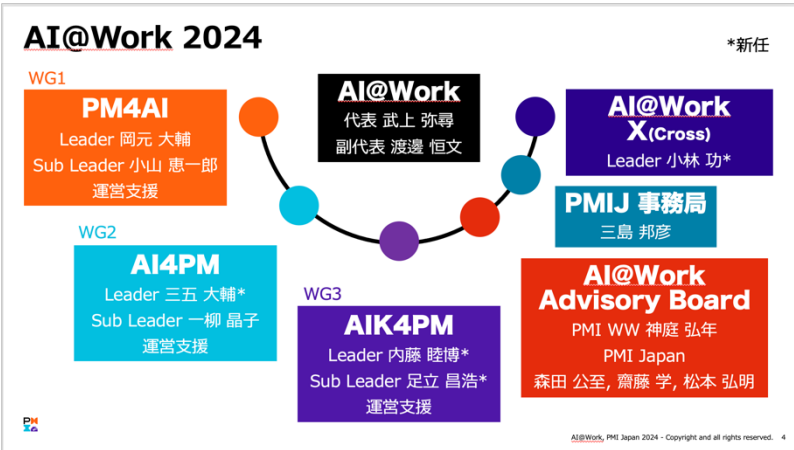 AI@Work 2024
*新任
WG1
PM4AI
Leader 岡元 大輔
Sub Leader 小山 恵一郎
運営支援
AI@Work
代表 武上 弥尋
副代表 渡邊 恒文
AI@Work
X(Cross)
Leader 小林 功*
PMIJ 事務局
三島 邦彦
WG2
AI4PM
Leader 三五 大輔*
Sub Leader 一柳 晶子
運営支援
WG3
AIK4PM
Leader 内藤 睦博*
Sub Leader 足立 昌浩*
運営支援
AI@Work
Advisory Board
PMI WW 神庭 弘年
PMI Japan
森田 公至, 齋藤 学, 松本 弘明
AI@Work, PMI Japan 2024 - Copyright and all rights reserved. 4